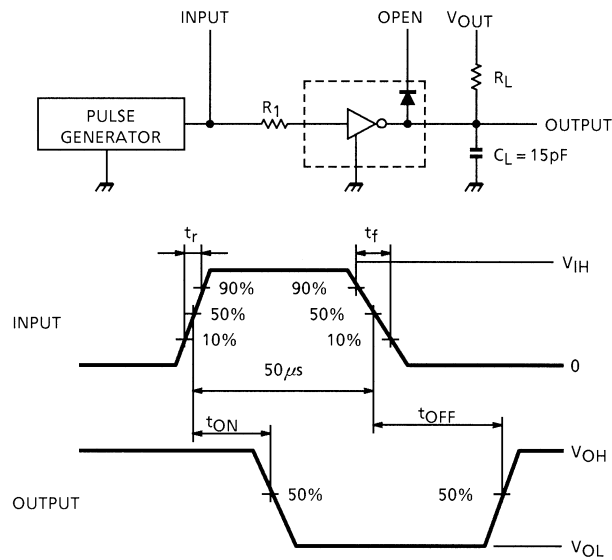 INPUT OPEN VOUT
R1 RL
PULSE GENERATOR
OUTPUT
CL = 15pF
tr tf
VIH
90% 90%
INPUT 50% 50%
10% 10%
0
50μs
tON tOFF
VOH
OUTPUT 50% 50%
VOL